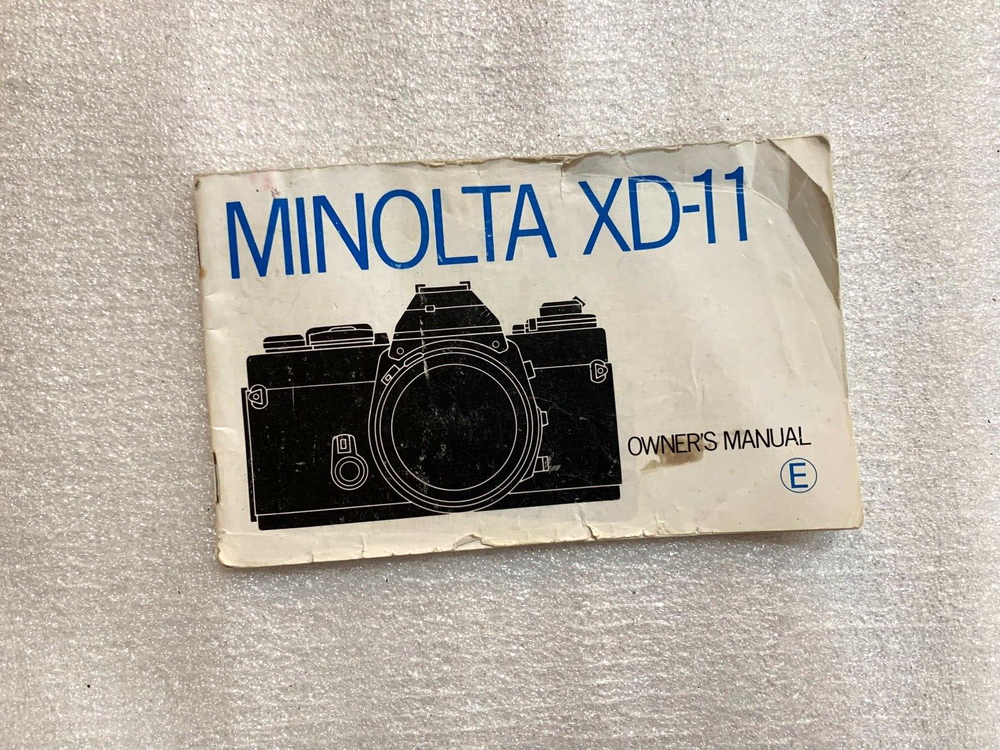 MINOLTA XD-11
OWNER'S MANUAL
E